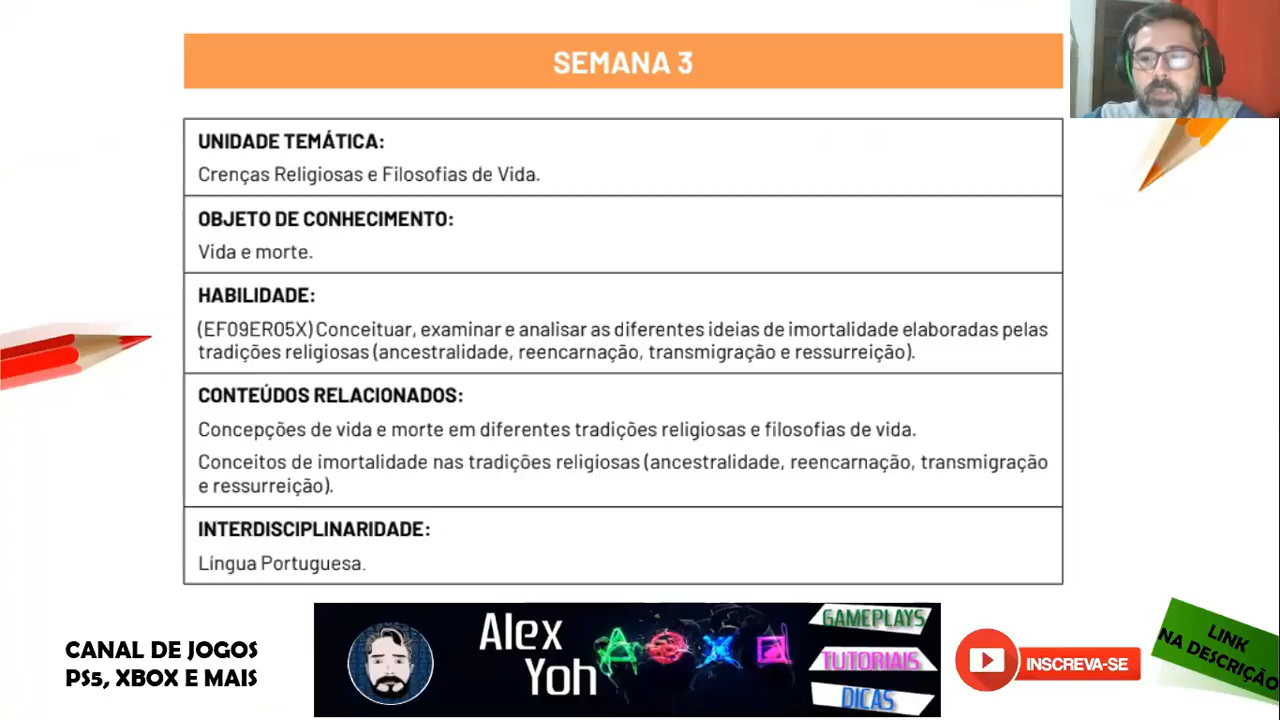 SEMANA 3
UNIDADE TEMÁTICA:
Crenças Religiosas e Filosofias de Vida.
OBJETO DE CONHECIMENTO:
Vida e morte.
HABILIDADE:
(EF09ER05X) Conceituar, examinar e analisar as diferentes ideias de imortalidade elaboradas pelas
tradições religiosas (ancestralidade, reencarnação, transmigração e ressurreição).
CONTEÚDOS RELACIONADOS:
Concepções de vida e morte em diferentes tradições religiosas e filosofias de vida.
Conceitos de imortalidade nas tradições religiosas (ancestralidade, reencarnação, transmigração
e ressurreição).
INTERDISCIPLINARIDADE:
Língua Portuguesa.
CANAL DE JOGOS
PS5, XBOX E MAIS
Alex
Yoh
GAMEPLAYS
TUTORIAIS
DICAS
INSCREVA-SE
LINK
NA DESCRIÇÃO